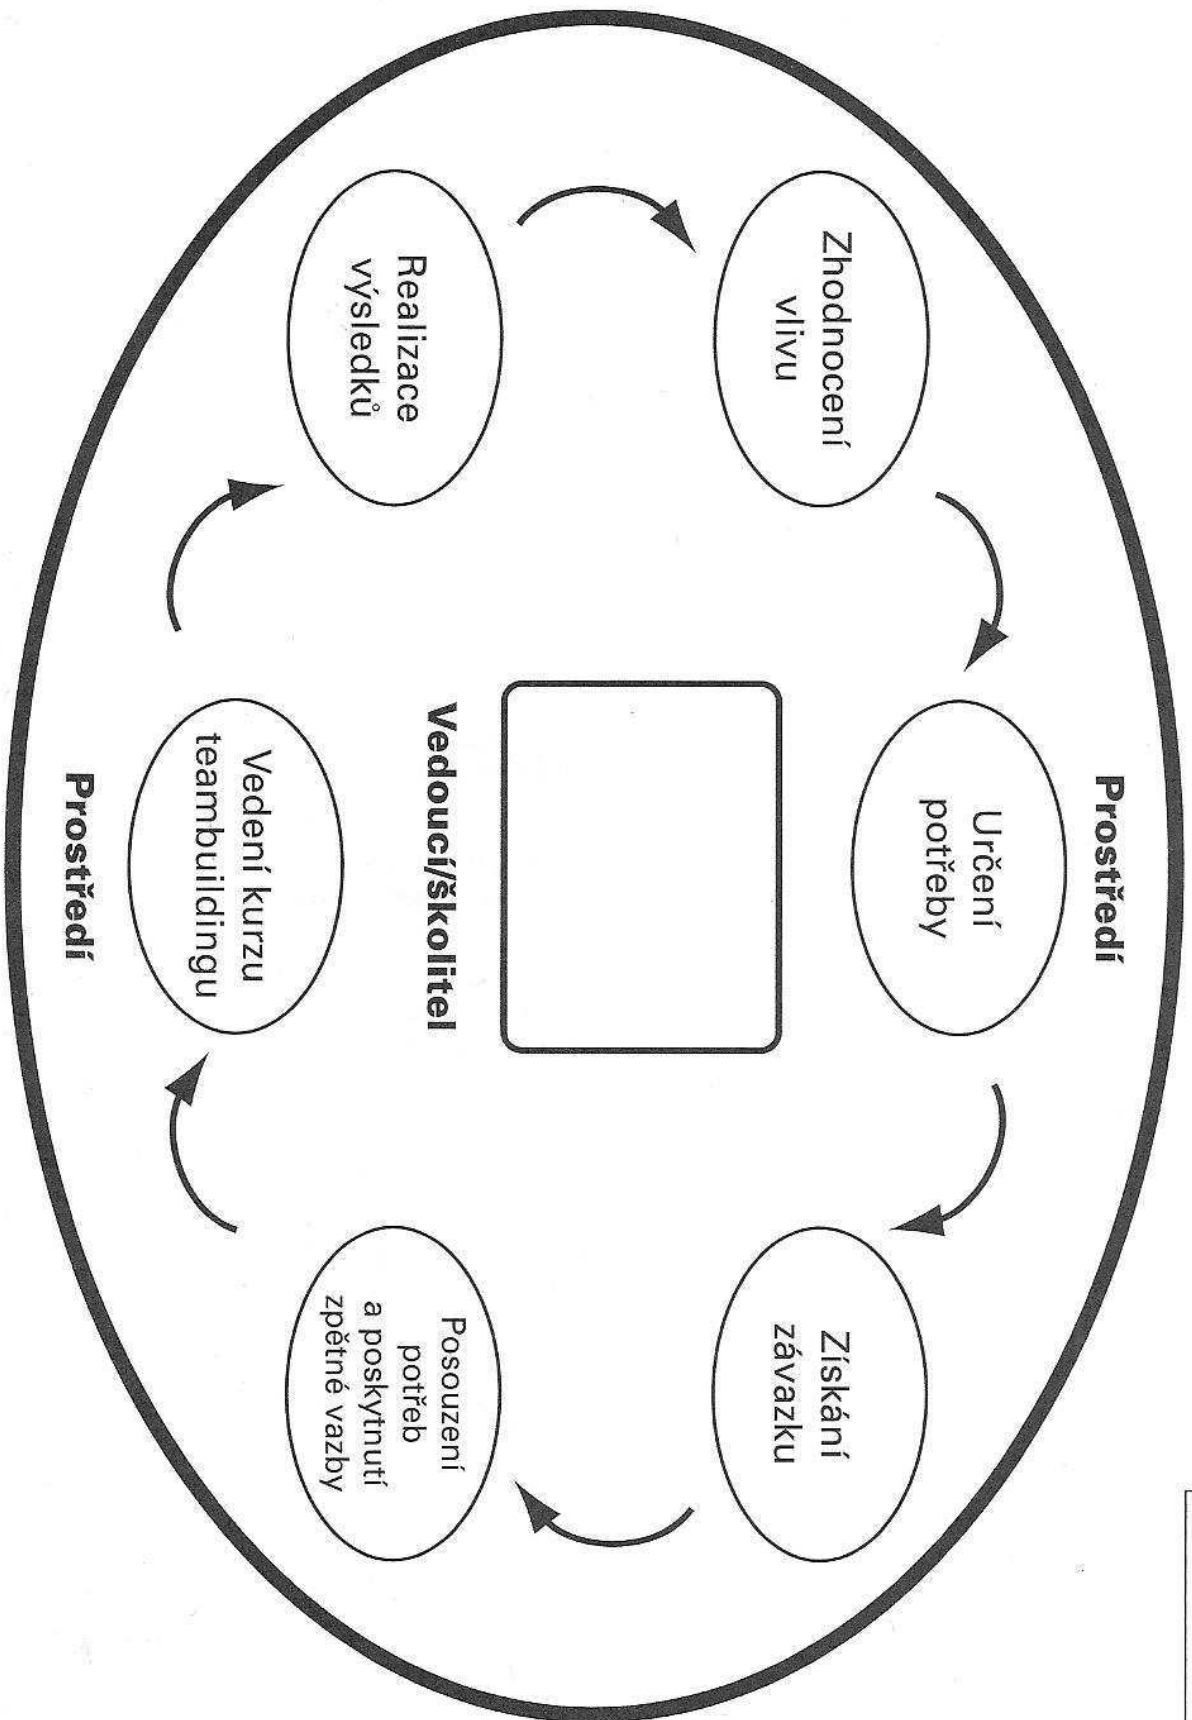 Prostředí
Určení
potřeby
Získání
závazku
Posouzení
potřeb
a poskytnutí
zpětné vazby
Vedení kurzu
teambuildingu
Realizace
výsledků
Zhodnocení
vlivu
Vedoucí/školitel
Prostředí